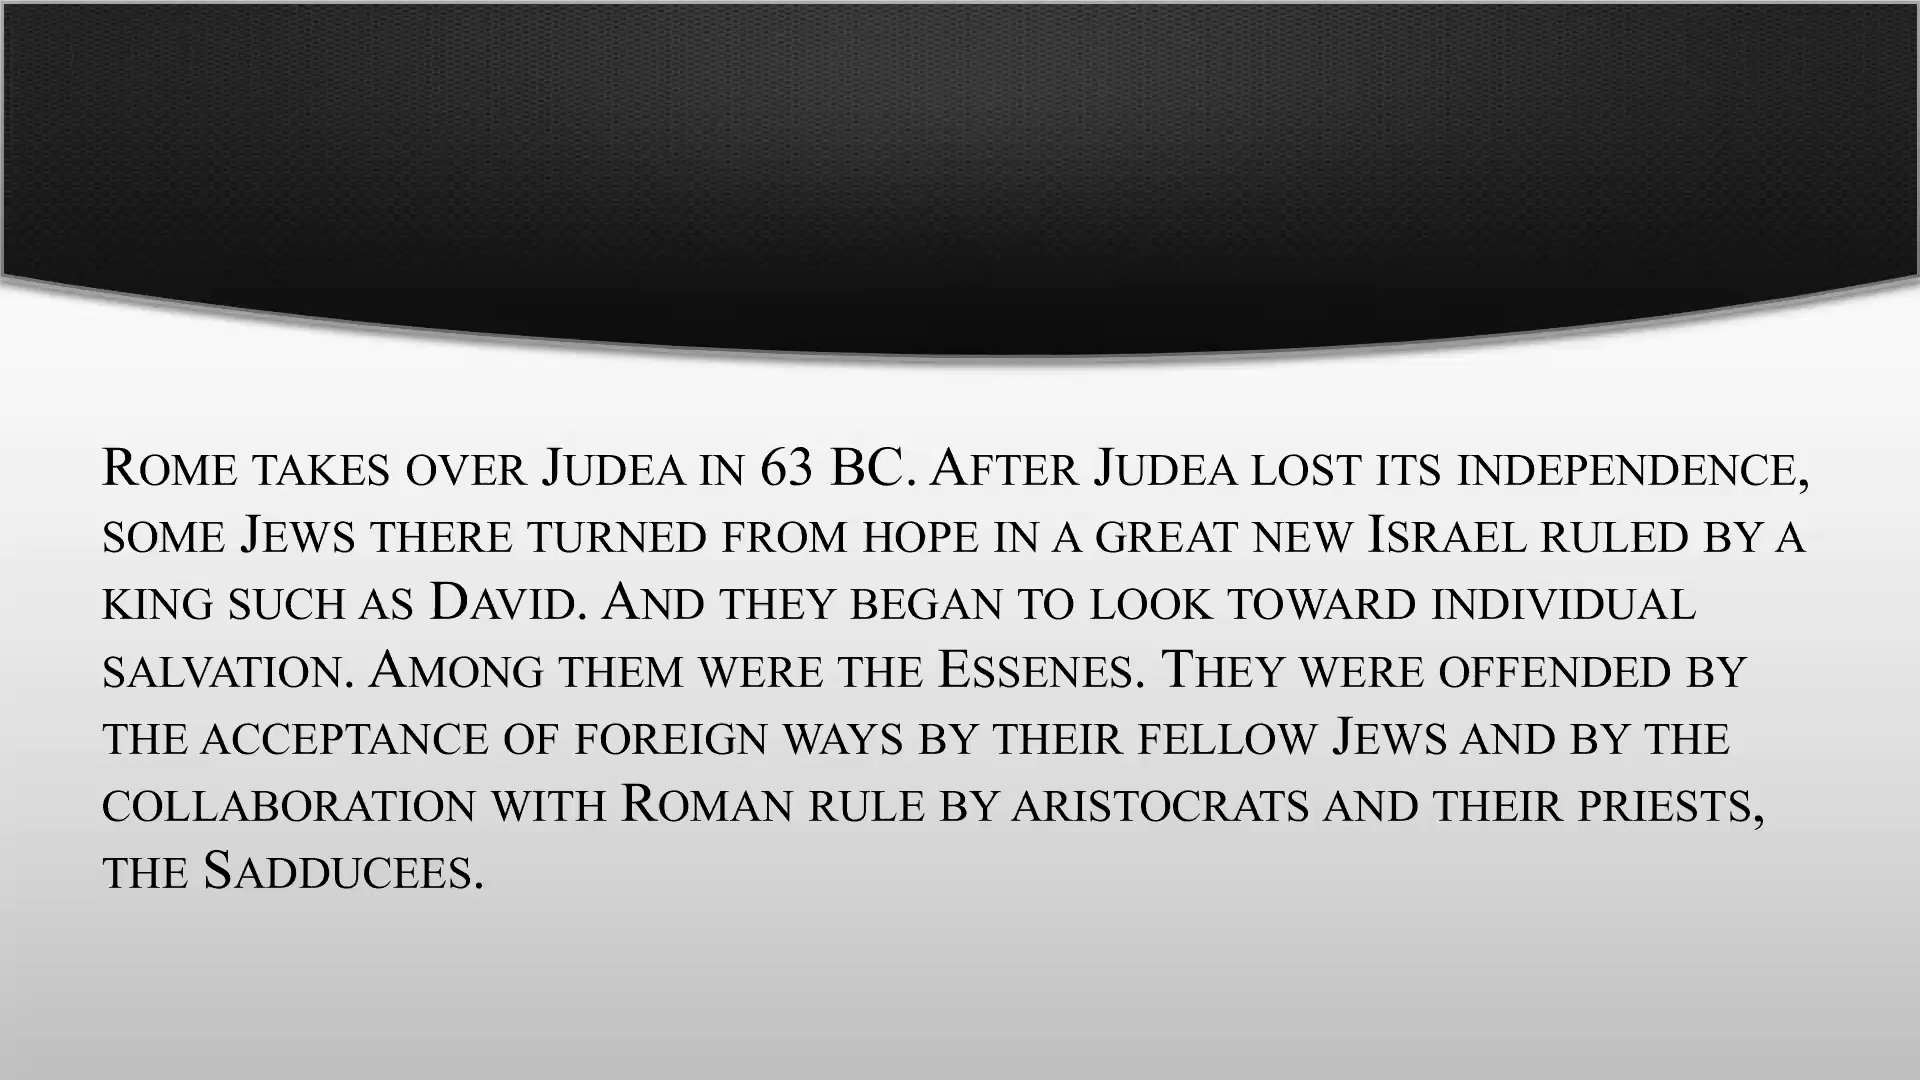 Rome takes over Judea in 63 BC. After Judea lost its independence,
some Jews there turned from hope in a great new Israel ruled by a
king such as David. And they began to look toward individual
salvation. Among them were the Essenes. They were offended by
the acceptance of foreign ways by their fellow Jews and by the
collaboration with Roman rule by aristocrats and their priests,
the Sadducees.